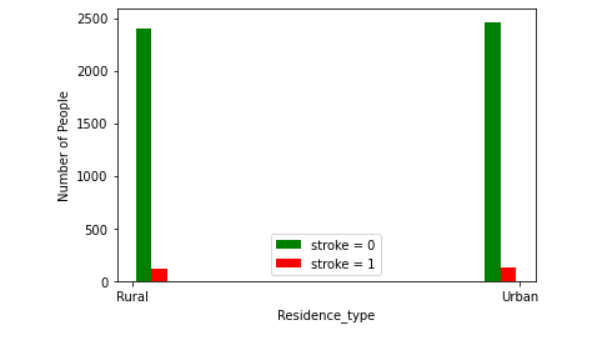 2500
2000
1500
1000
500
0
Number of People
stroke = 0
stroke = 1
Rural
Urban
Residence_type